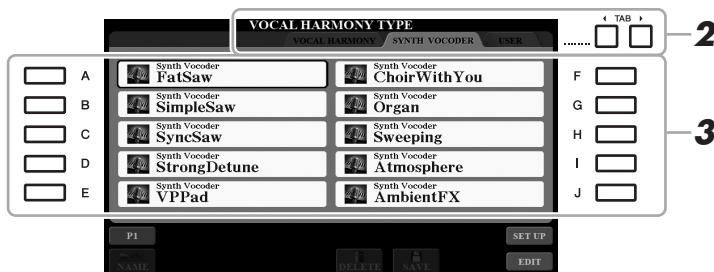 VOCAL HARMONY TYPE
VOCAL HARMONY SYNTH VOCODER USER
TAB
2
A
Synth Vocoder
FatSaw
Synth Vocoder
ChoirWithYou
F
B
Synth Vocoder
SimpleSaw
Synth Vocoder
Organ
G
C
Synth Vocoder
SyncSaw
Synth Vocoder
Sweeping
H
3
D
Synth Vocoder
StrongDetune
Synth Vocoder
Atmosphere
I
E
Synth Vocoder
VPPad
Synth Vocoder
AmbientFX
J
P1
SET UP
NAME
DELETE
SAVE
EDIT